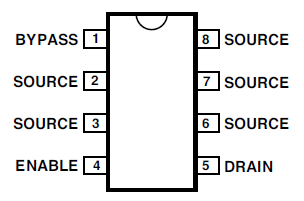 BYPASS 1 8 SOURCE
SOURCE 2 7 SOURCE
SOURCE 3 6 SOURCE
ENABLE 4 5 DRAIN